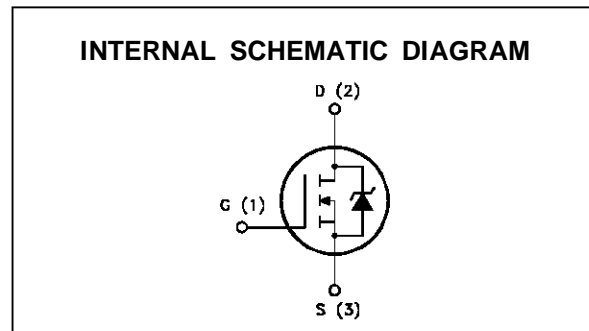 INTERNAL SCHEMATIC DIAGRAM
D (2)
G (1)
S (3)